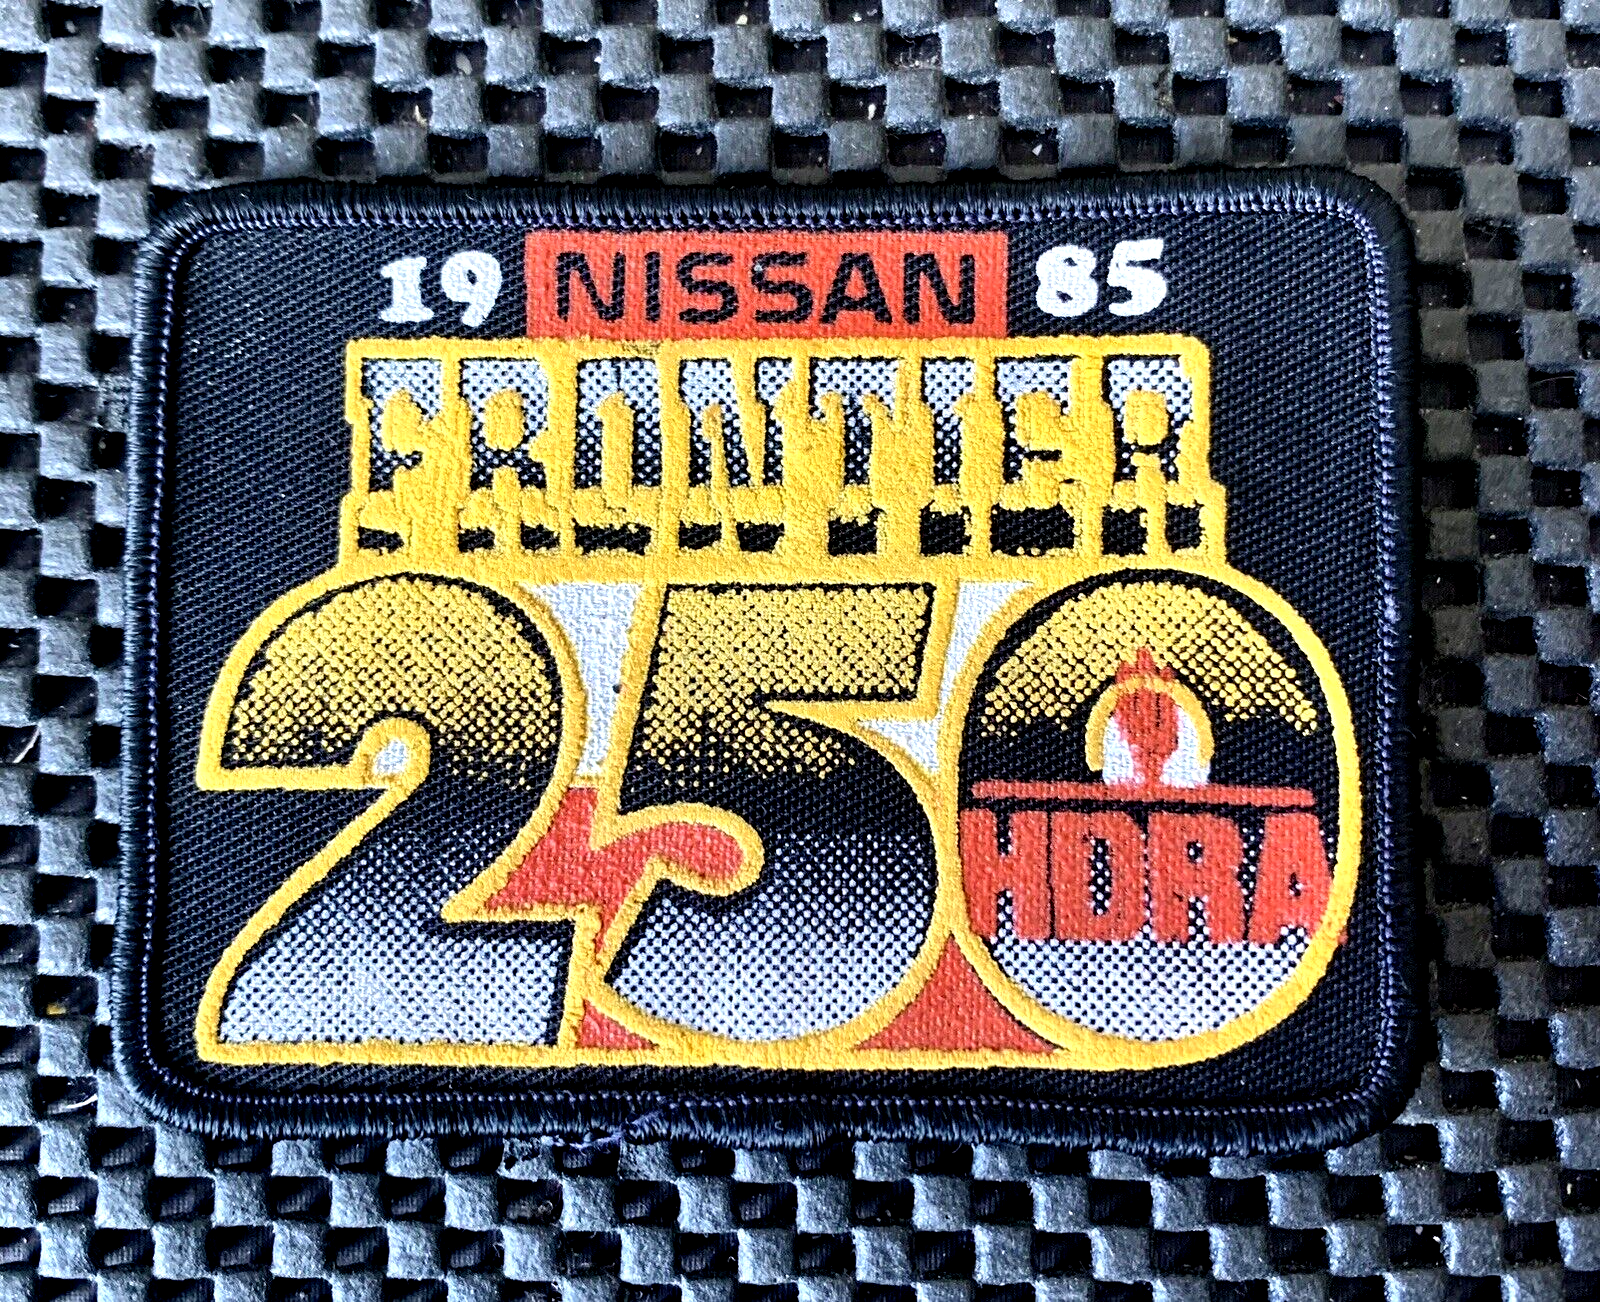 19 NISSAN 85
FRONTIER
250
HDRA